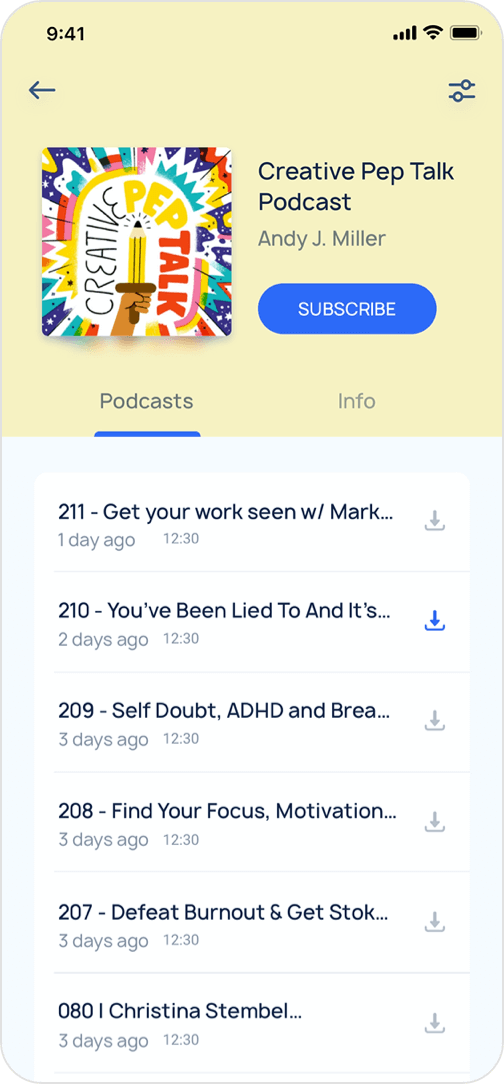 9:41
CREATIVE
PEP
TALK
Creative Pep Talk
Podcast
Andy J. Miller
SUBSCRIBE
Podcasts
Info
211 - Get your work seen w/ Mark...
1 day ago 12:30
210 - You've Been Lied To And It's...
2 days ago 12:30
209 - Self Doubt, ADHD and Brea...
3 days ago 12:30
208 - Find Your Focus, Motivation...
3 days ago 12:30
207 - Defeat Burnout & Get Stok...
3 days ago 12:30
080 I Christina Stembel...
3 days ago 12:30